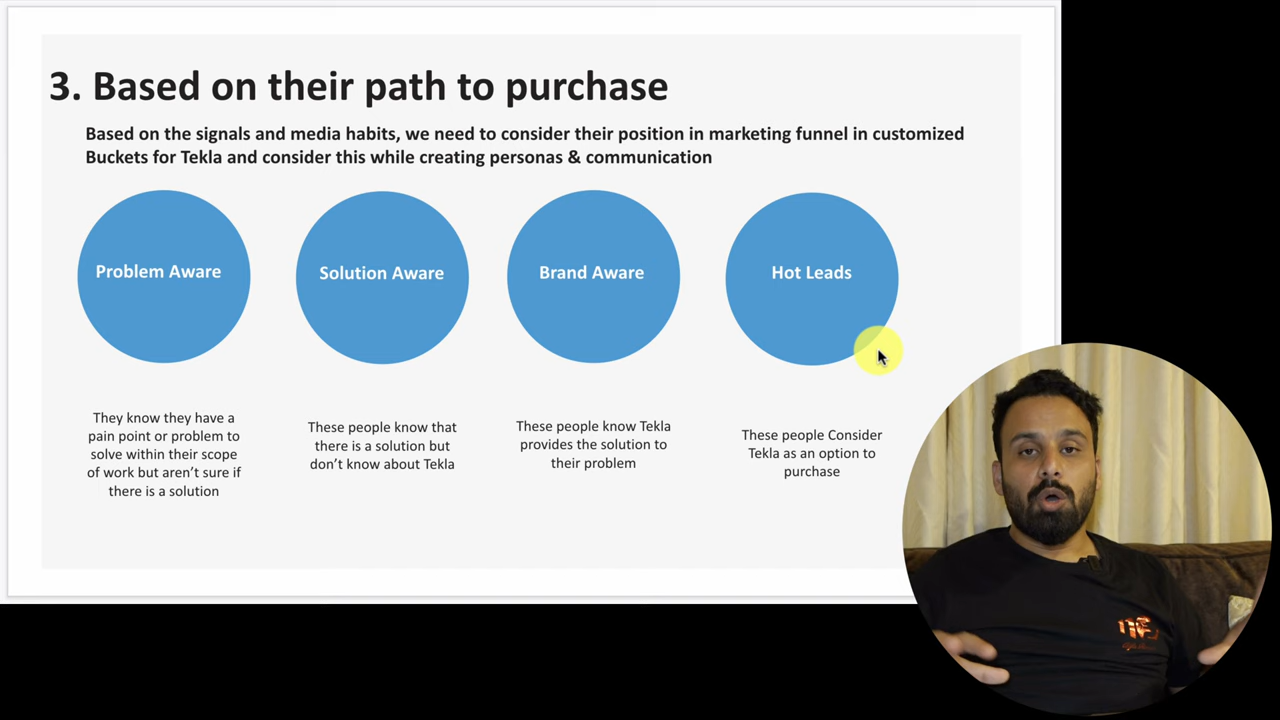 3. Based on their path to purchase
Based on the signals and media habits, we need to consider their position in marketing funnel in customized
Buckets for Tekla and consider this while creating personas & communication
Problem Aware
Solution Aware
Brand Aware
Hot Leads
They know they have a
pain point or problem to
solve within their scope
of work but aren’t sure if
there is a solution
These people know that
there is a solution but
don’t know about Tekla
These people know Tekla
provides the solution to
their problem
These people Consider
Tekla as an option to
purchase